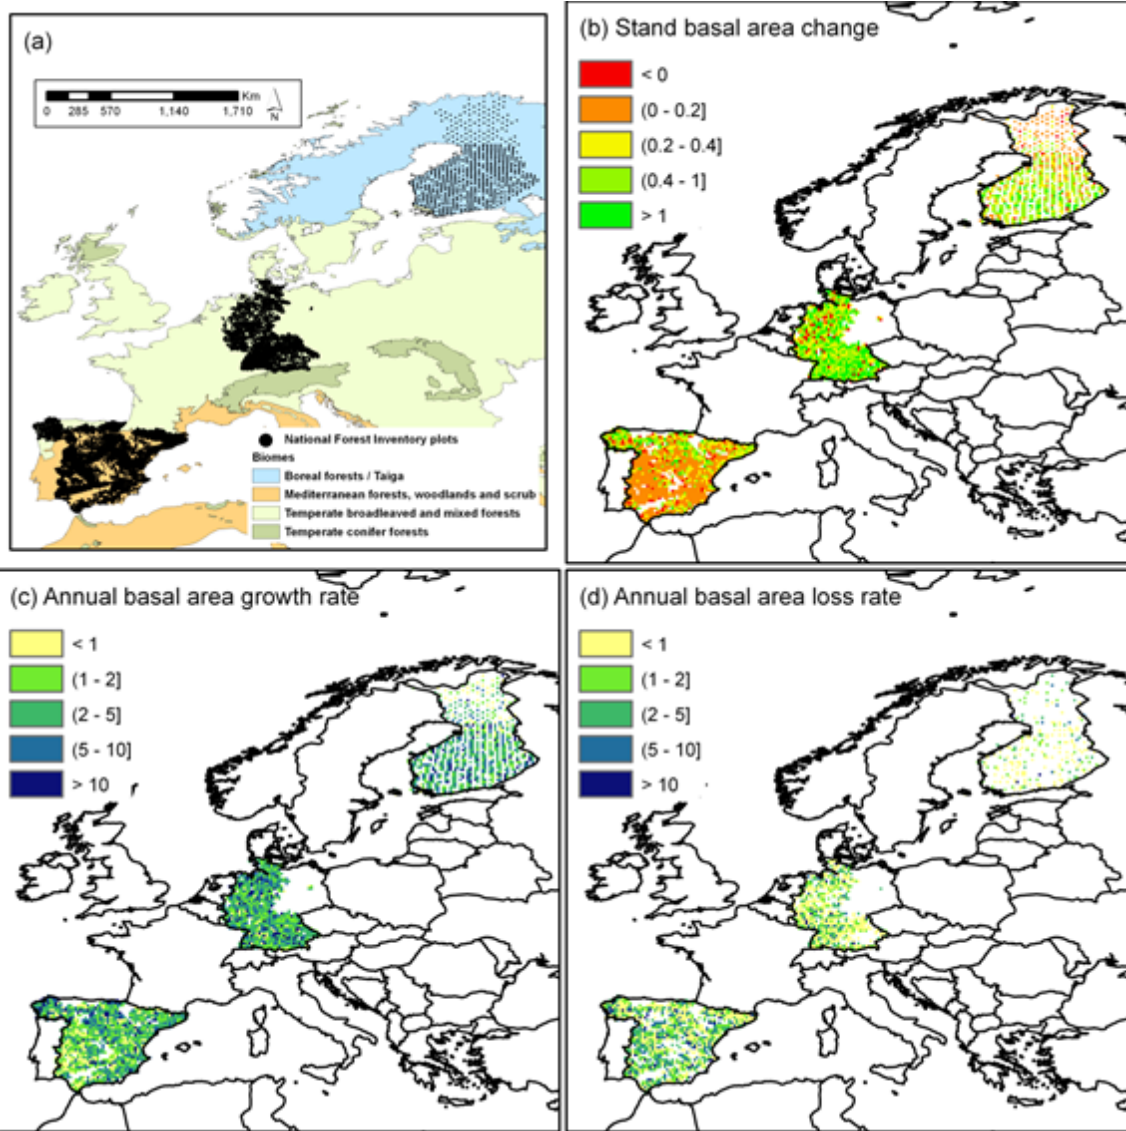 (a)
Km
0 285 570 1,140 1,710
N
National Forest Inventory plots
Biomes
Boreal forests / Taiga
Mediterranean forests, woodlands and scrub
Temperate broadleaved and mixed forests
Temperate conifer forests
(b) Stand basal area change
< 0
(0 - 0.2]
(0.2 - 0.4]
(0.4 - 1]
> 1
(c) Annual basal area growth rate
< 1
(1 - 2]
(2 - 5]
(5 - 10]
> 10
(d) Annual basal area loss rate
< 1
(1 - 2]
(2 - 5]
(5 - 10]
> 10